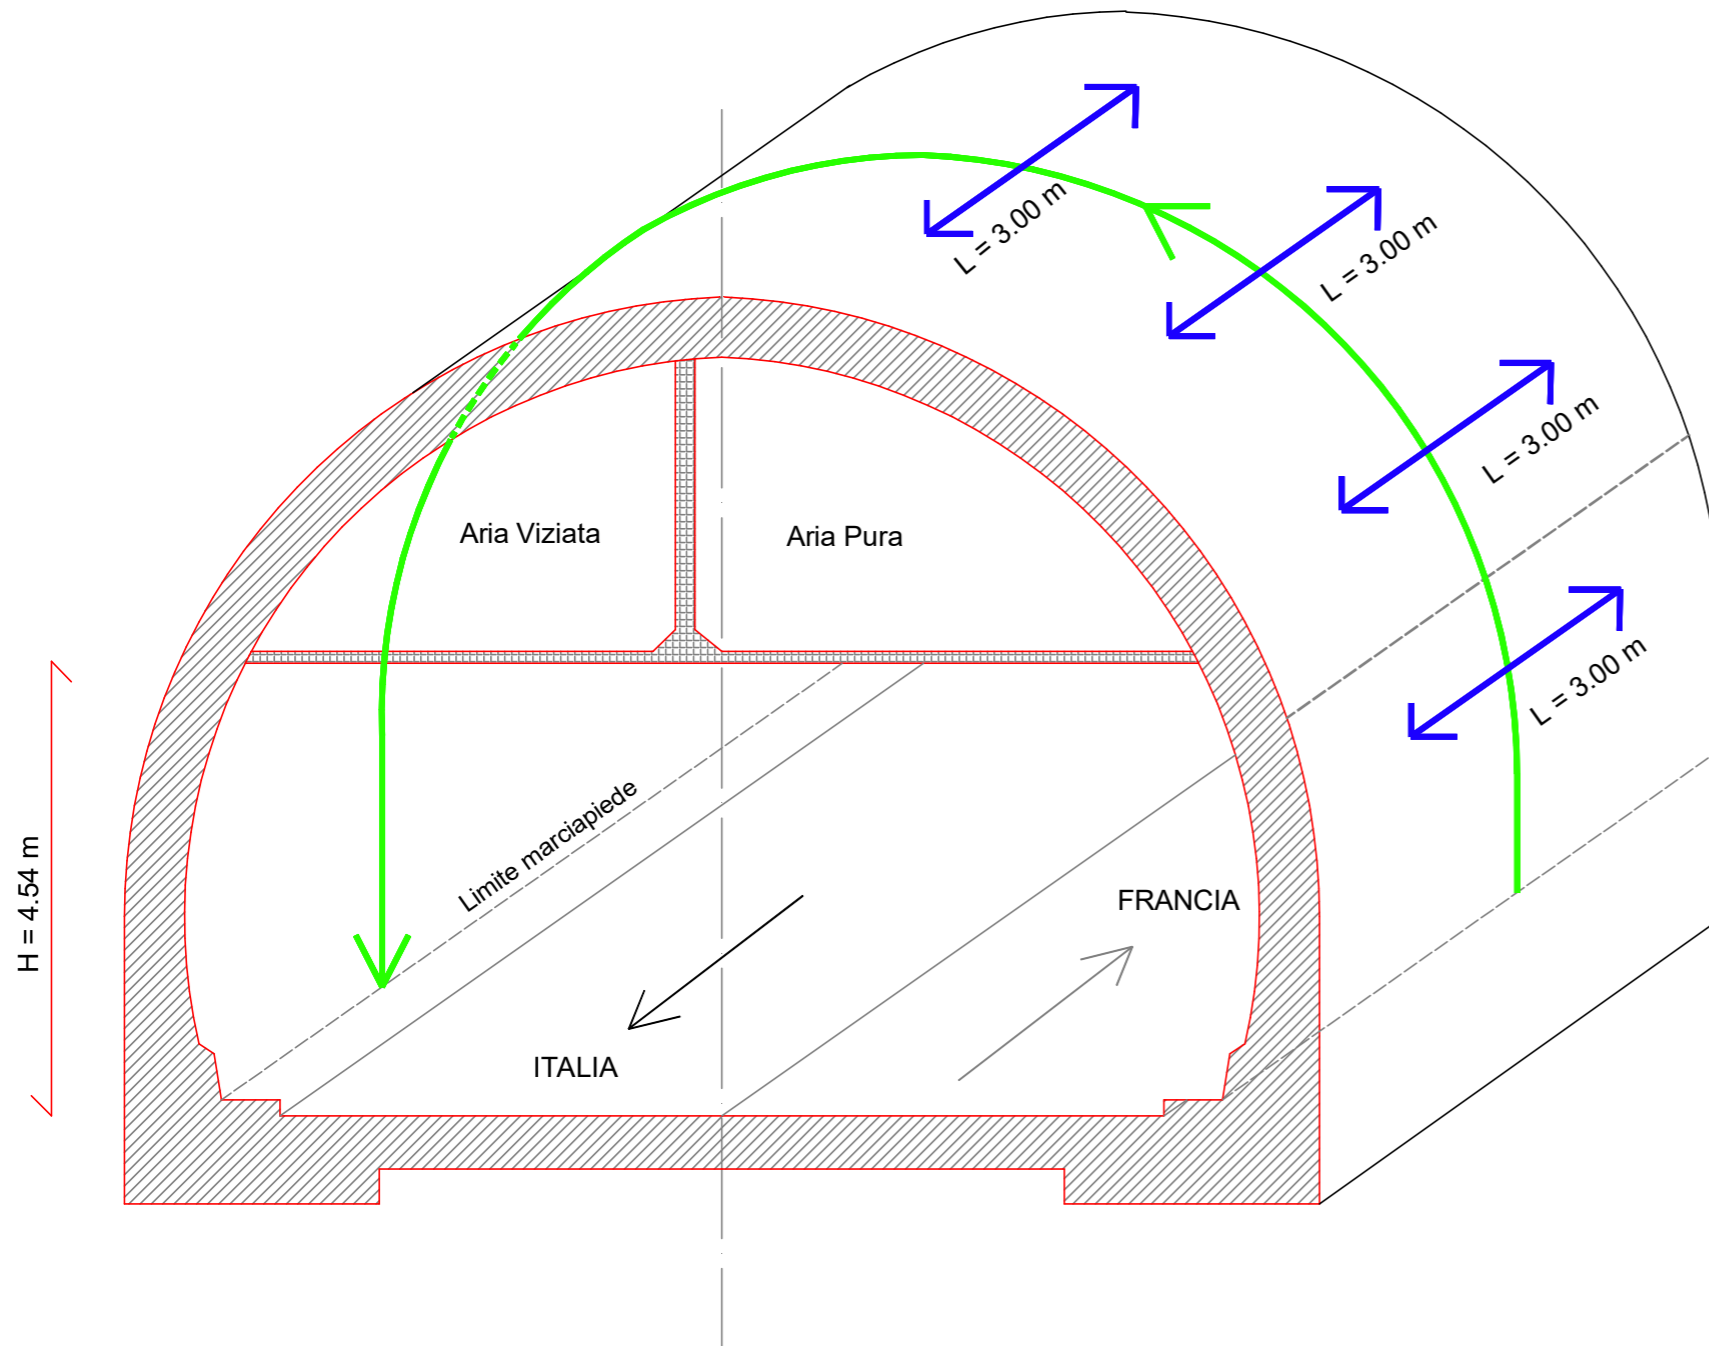 L = 3.00 m
L = 3.00 m
L = 3.00 m
Aria Viziata
Aria Pura
L = 3.00 m
Limite marciapiede
H = 4.54 m
FRANCIA
ITALIA